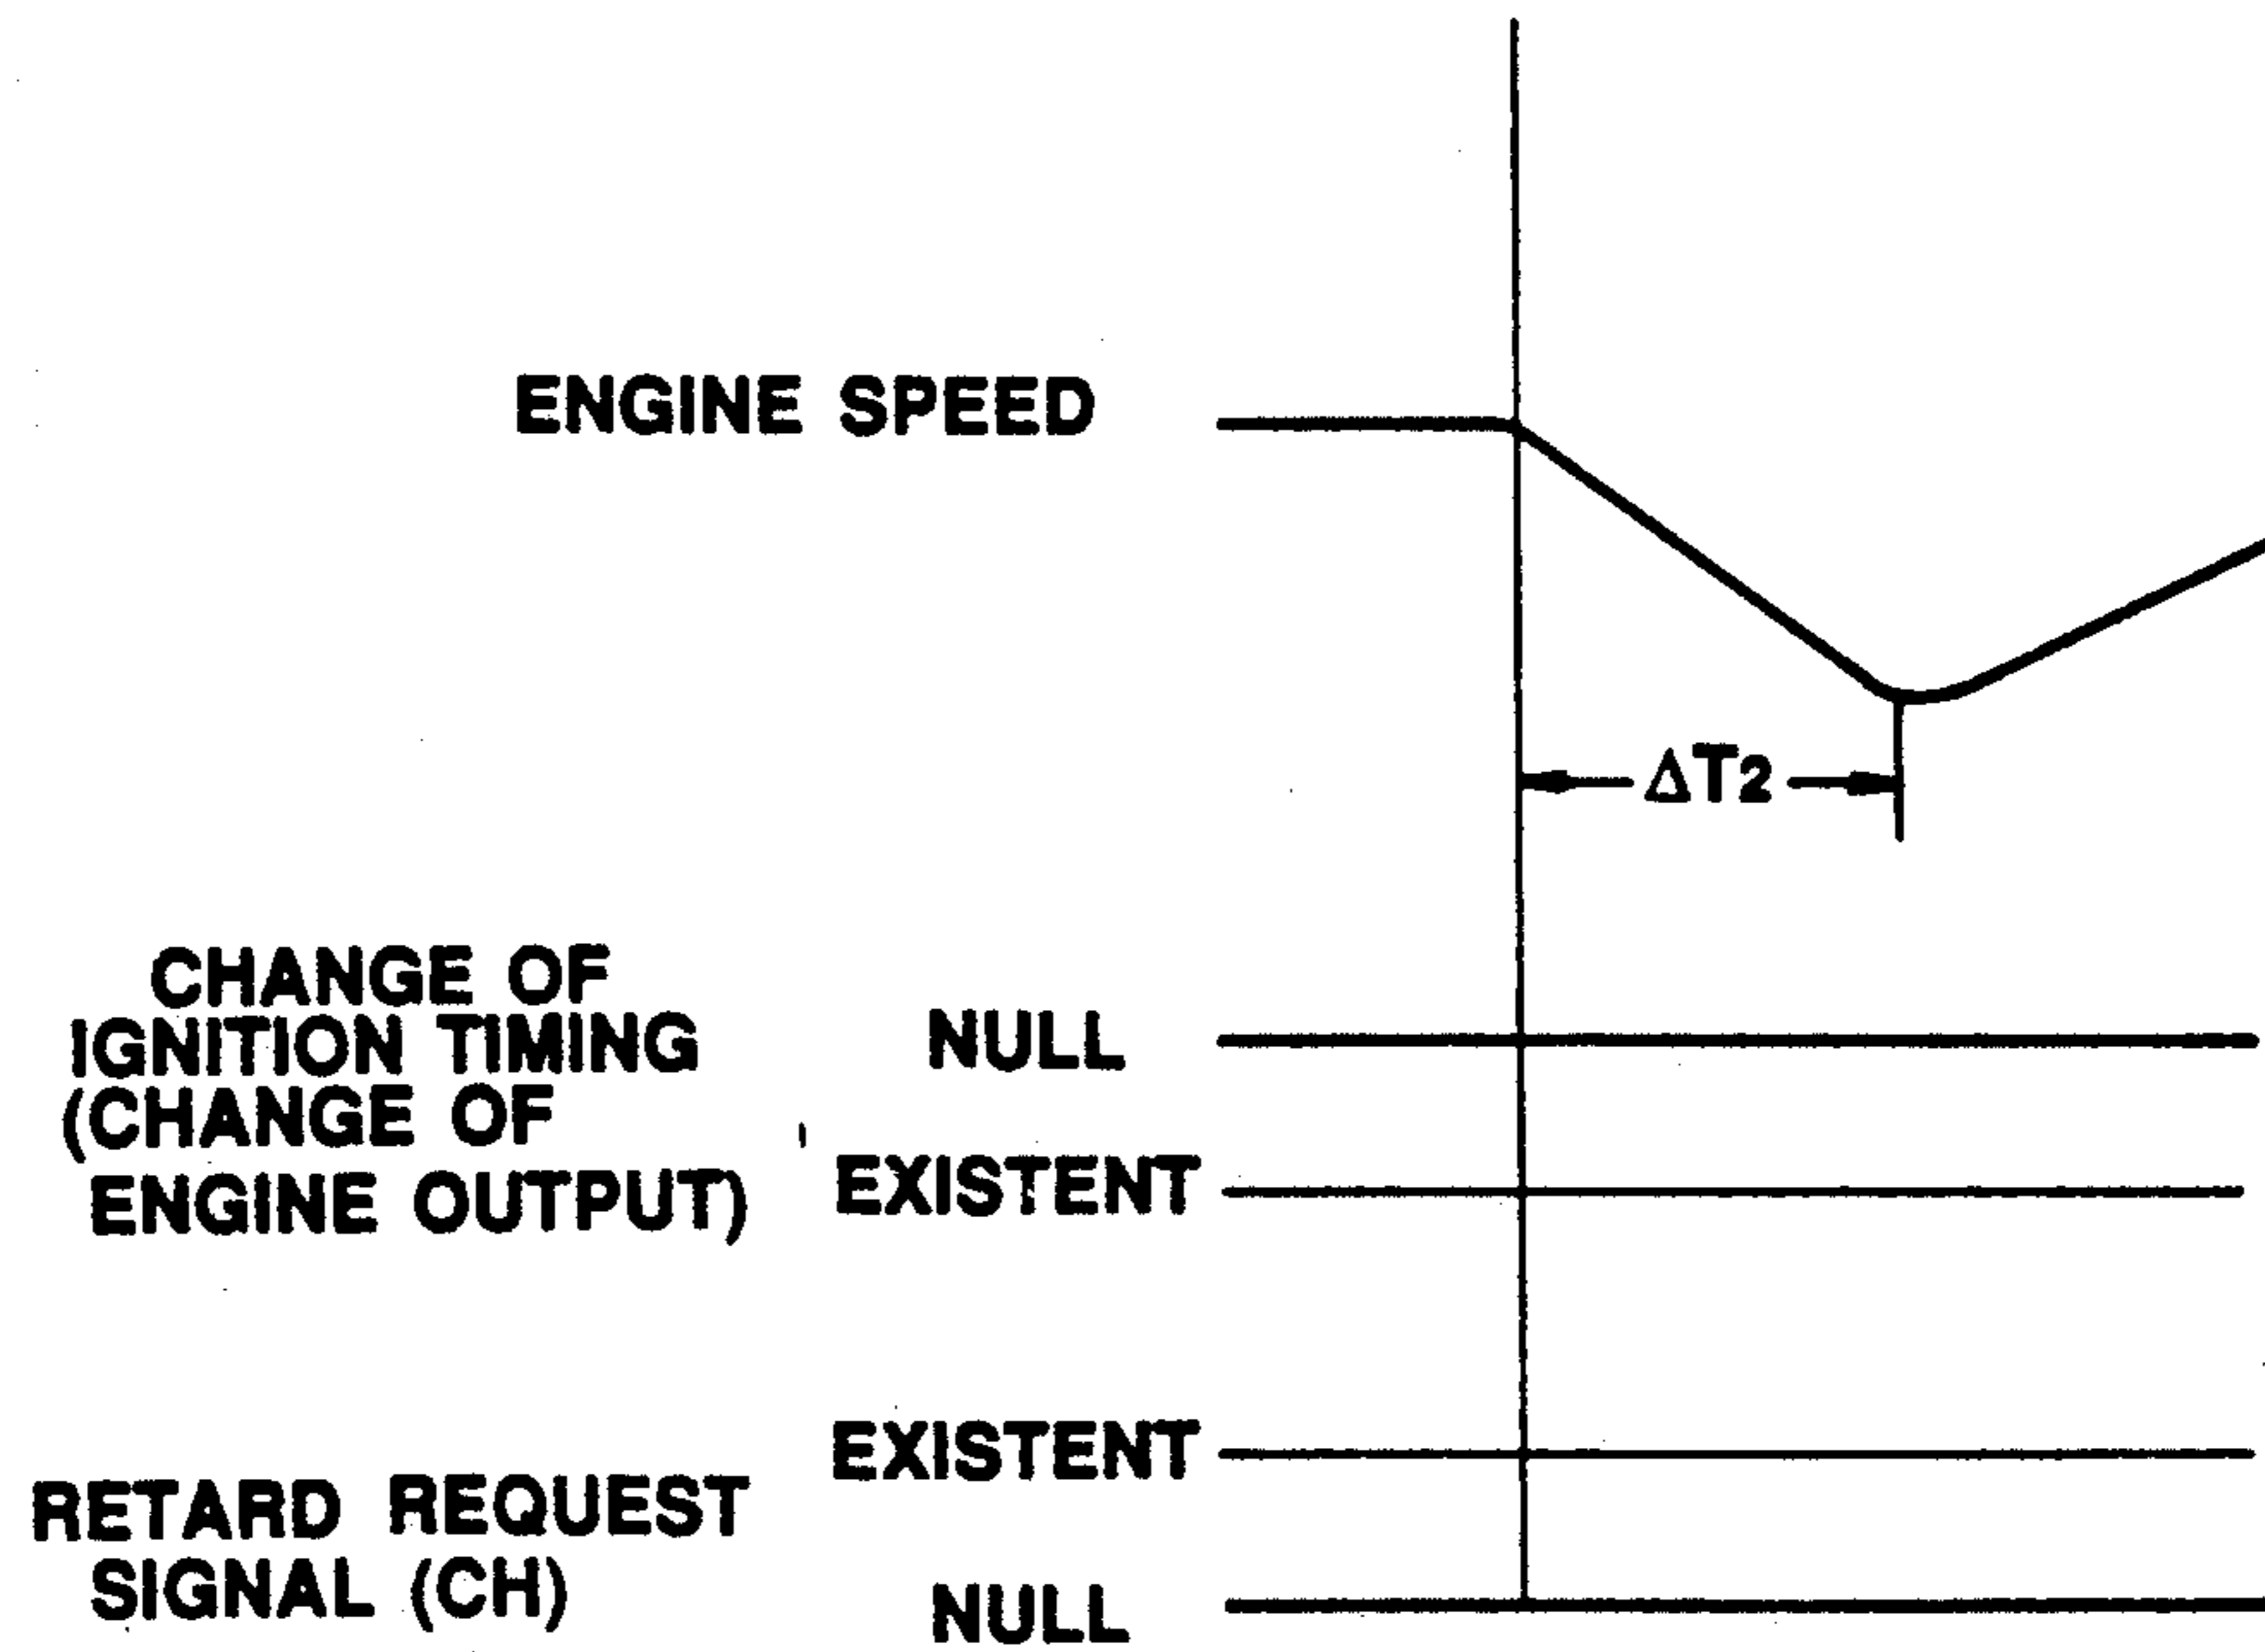 ENGINE SPEED
ΔT2
CHANGE OF
IGNITION TIMING
(CHANGE OF
ENGINE OUTPUT)
NULL
EXISTENT
RETARD REQUEST
SIGNAL (CH)
EXISTENT
NULL